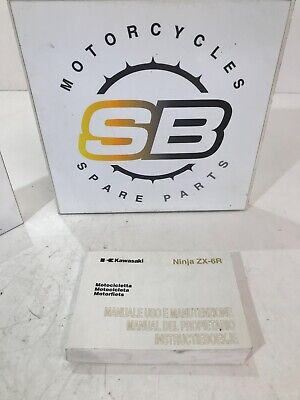 MOTORCYCLES
SB
SPARE PARTS
Kawasaki
Ninja ZX-6R
Motocicletta
Motocicleta
Motorfiets
MANUALE USO E MANUTENZIONE
MANUAL DEL PROPIETARIO
INSTRUCTIEBOEKJE